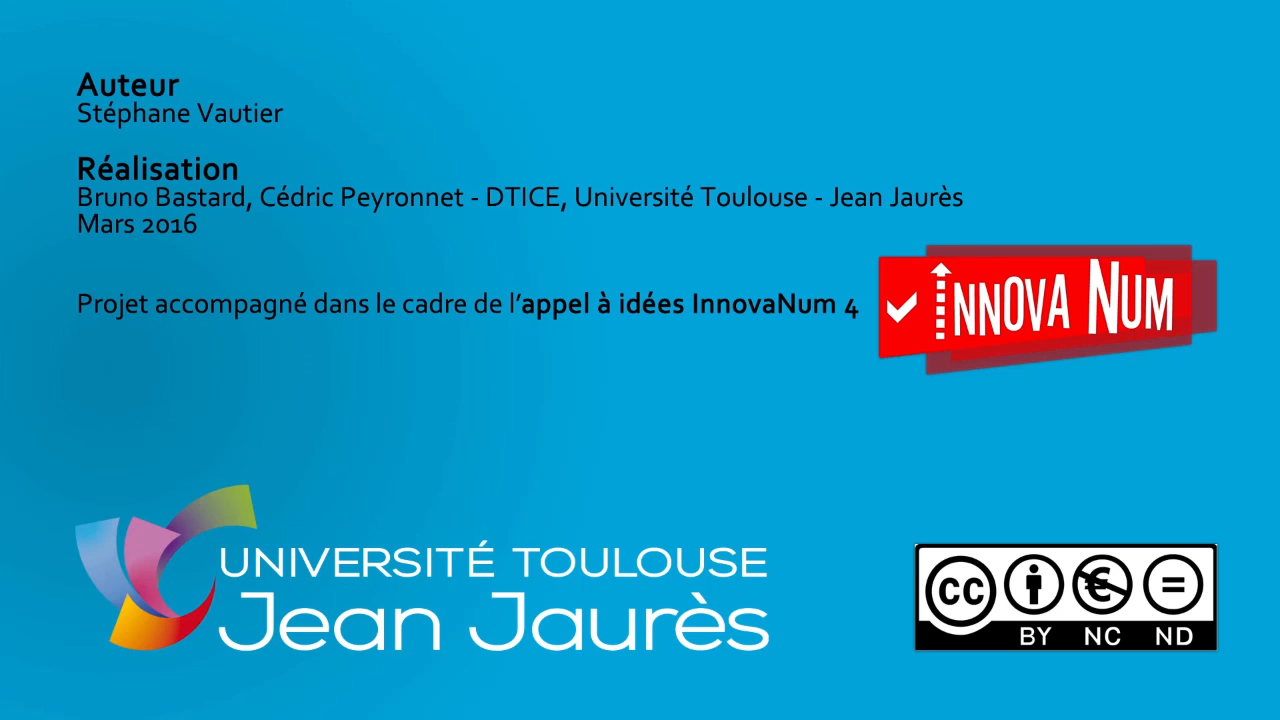 Auteur
Stéphane Vautier
Réalisation
Bruno Bastard, Cédric Peyronnet - DTICE, Université Toulouse - Jean Jaurès
Mars 2016
Projet accompagné dans le cadre de l'appel à idées InnovaNum 4
INNOVA NUM
UNIVERSITÉ TOULOUSE
Jean Jaurès
CC
BY NC ND